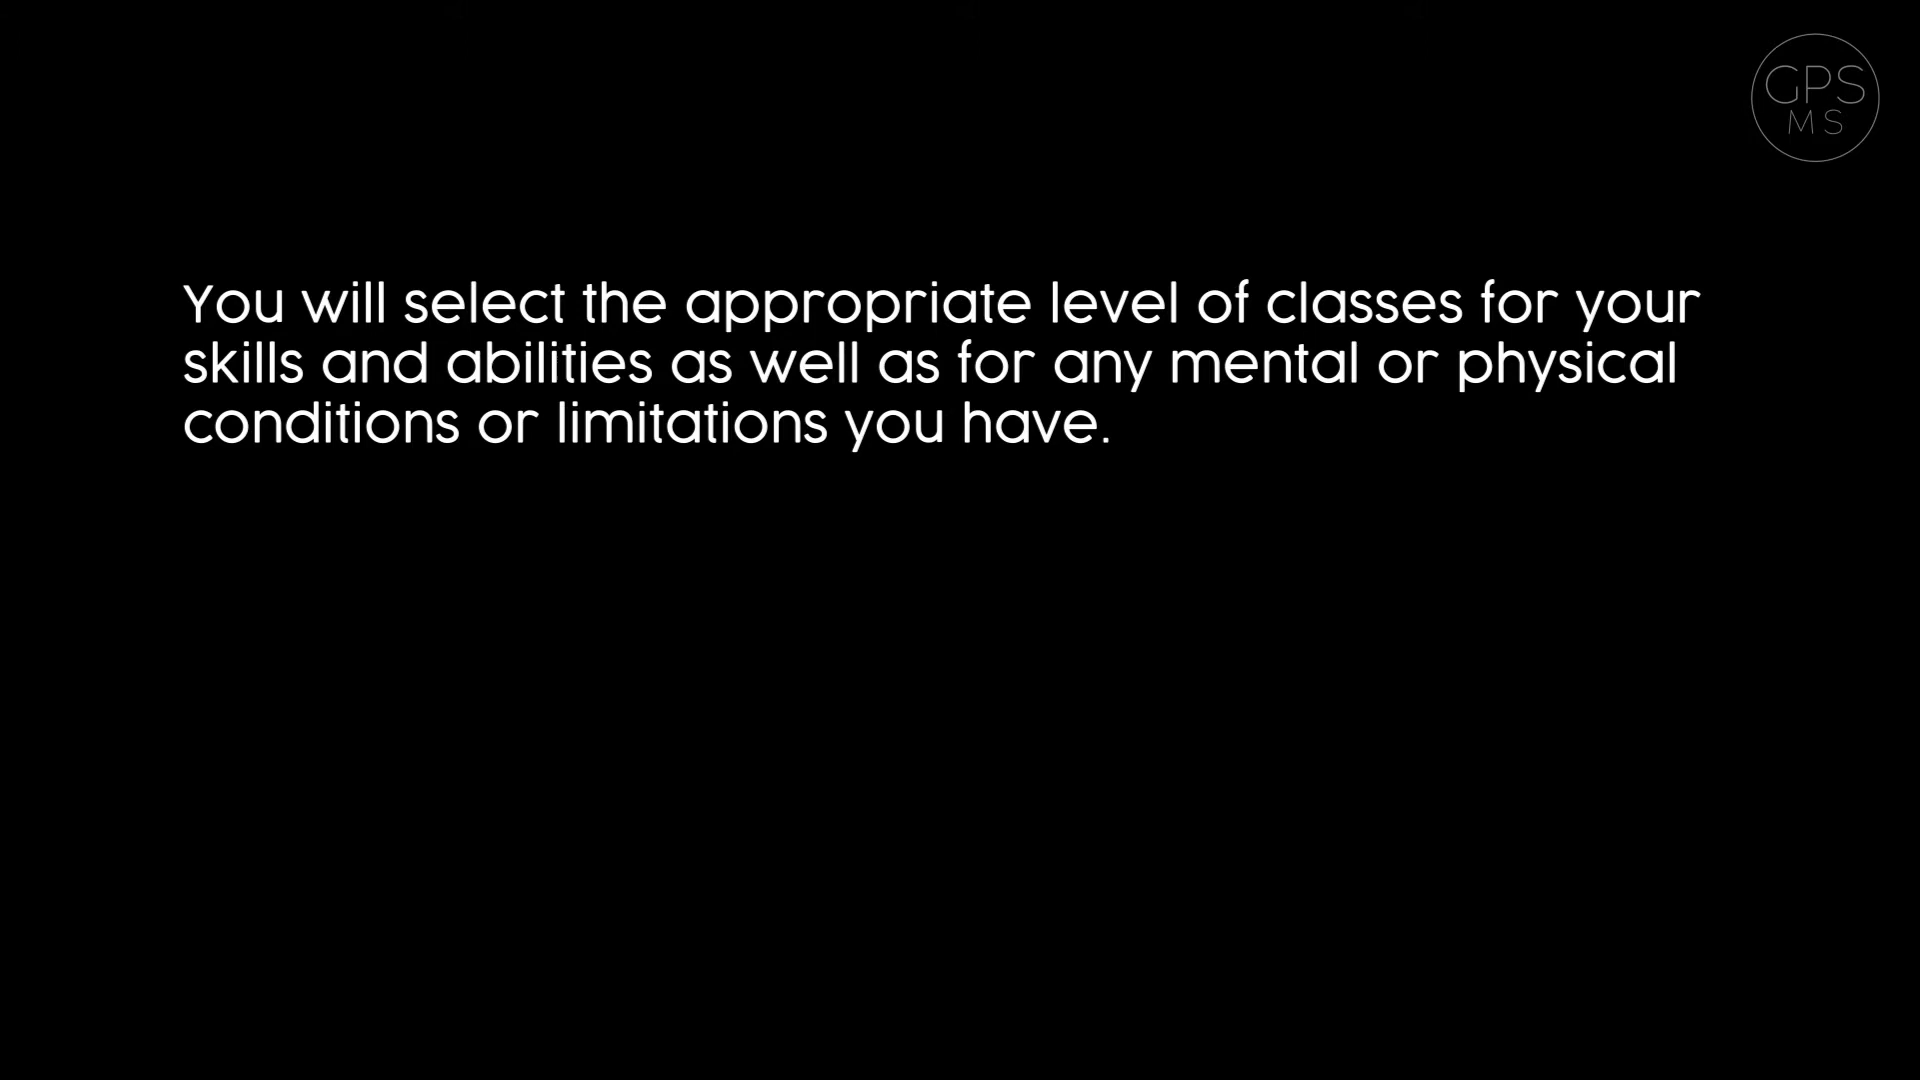 GPS
MS
You will select the appropriate level of classes for your
skills and abilities as well as for any mental or physical
conditions or limitations you have.